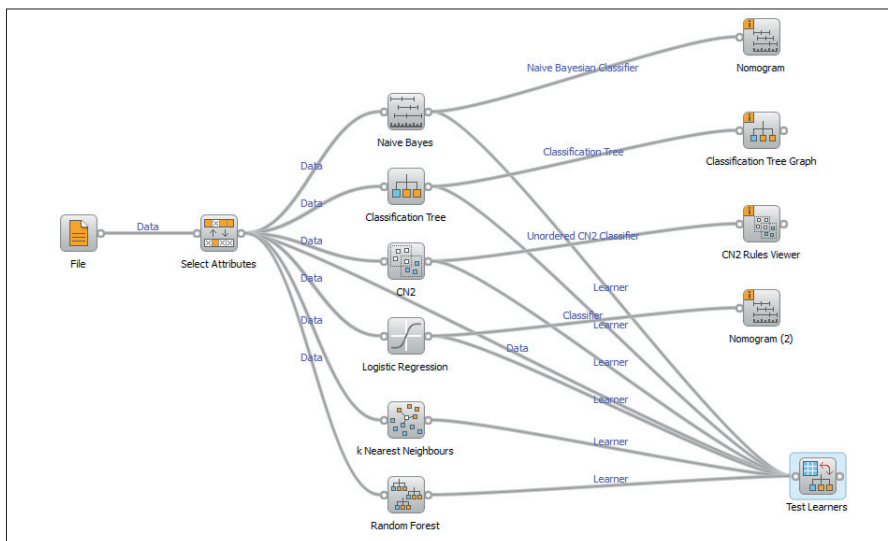 Naive Bayesian Classifier
Nomogram
Naive Bayes
Classification Tree
Classification Tree Graph
Data
Data
Classification Tree
Data
File
Select Attributes
Data
Unordered CN2 Classifier
CN2 Rules Viewer
CN2
Data
Learner
Classifier
Data
Learner
Nomogram (2)
Logistic Regression
Data
Data
Learner
Learner
k Nearest Neighbours
Learner
Random Forest
Learner
Test Learners